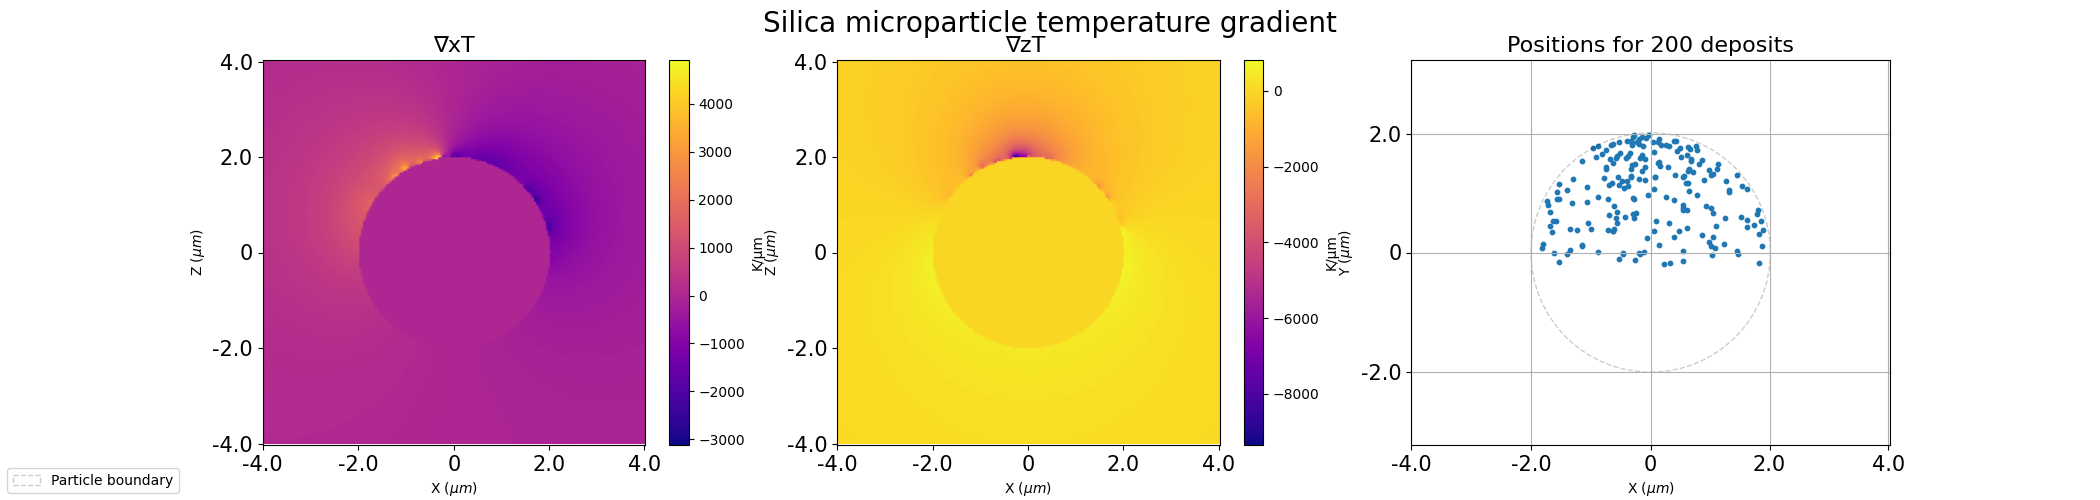 Silica microparticle temperature gradient
∇xT
4.0
2.0
0
-2.0
-4.0
Z (μm)
-4.0 -2.0 0 2.0 4.0
X (μm)
4000
3000
2000
1000
0
−1000
−2000
−3000
K/μm
∇zT
4.0
2.0
0
-2.0
-4.0
Z (μm)
-4.0 -2.0 0 2.0 4.0
X (μm)
0
−2000
−4000
−6000
−8000
K/μm
Positions for 200 deposits
2.0
0
-2.0
Y (μm)
-4.0 -2.0 0 2.0 4.0
X (μm)
Particle boundary